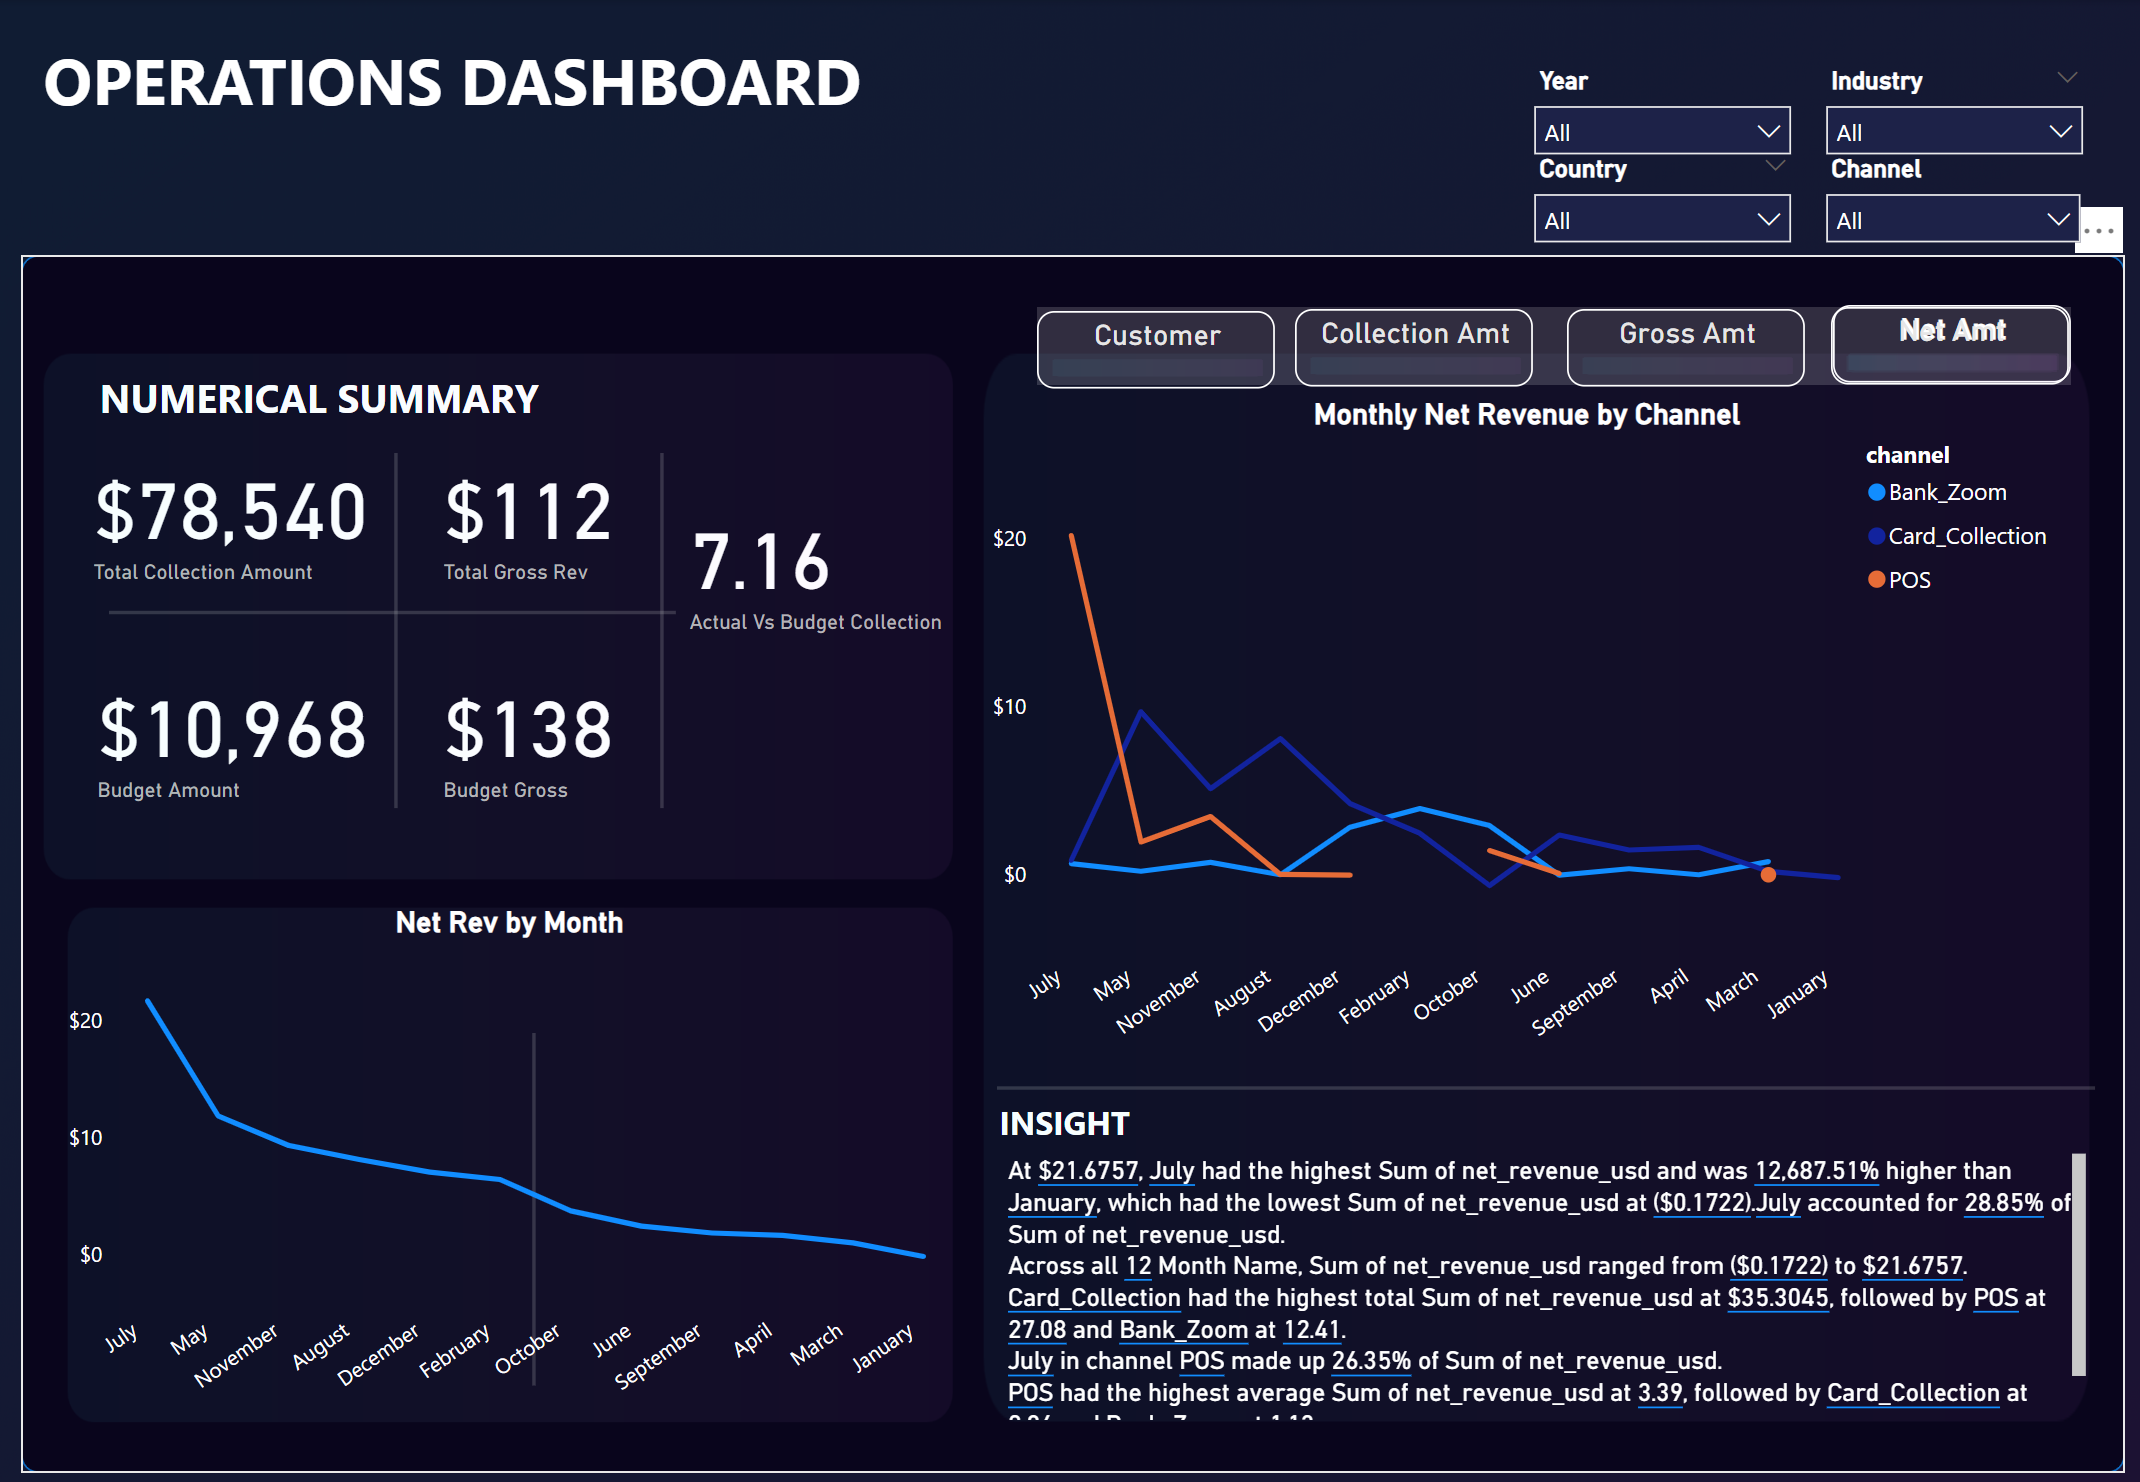 OPERATIONS DASHBOARD
Year
Industry
All
All
Country
Channel
All
All
...
Customer
Collection Amt
Gross Amt
Net Amt
NUMERICAL SUMMARY
$78,540
Total Collection Amount
$112
Total Gross Rev
7.16
Actual Vs Budget Collection
$10,968
Budget Amount
$138
Budget Gross
Net Rev by Month
$20
$10
$0
July
May
November
August
December
February
October
June
September
April
March
January
Monthly Net Revenue by Channel
channel
Bank_Zoom
Card_Collection
POS
$20
$10
$0
July
May
November
August
December
February
October
June
September
April
March
January
INSIGHT
At $21.6757, July had the highest Sum of net_revenue_usd and was 12,687.51% higher than
January, which had the lowest Sum of net_revenue_usd at ($0.1722).July accounted for 28.85% of
Sum of net_revenue_usd.
Across all 12 Month Name, Sum of net_revenue_usd ranged from ($0.1722) to $21.6757.
Card_Collection had the highest total Sum of net_revenue_usd at $35.3045, followed by POS at
27.08 and Bank_Zoom at 12.41.
July in channel POS made up 26.35% of Sum of net_revenue_usd.
POS had the highest average Sum of net_revenue_usd at 3.39, followed by Card_Collection at